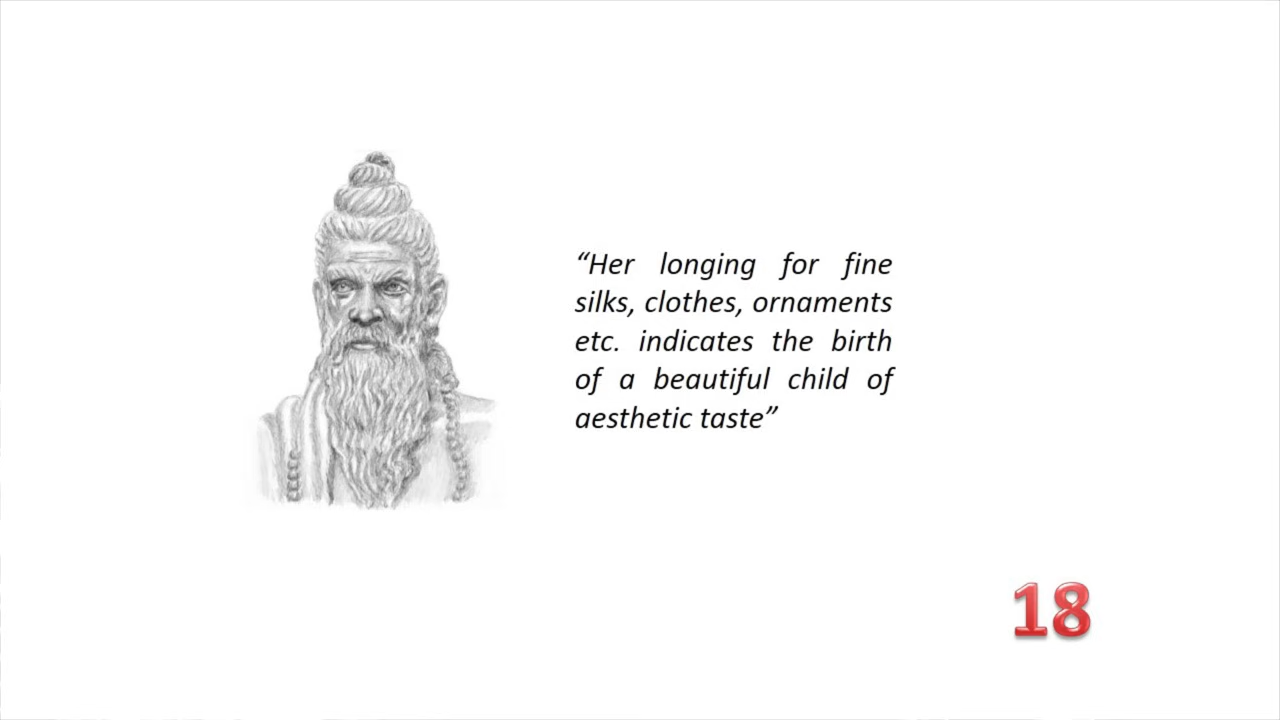 “Her longing for fine
silks, clothes, ornaments
etc. indicates the birth
of a beautiful child of
aesthetic taste”
18